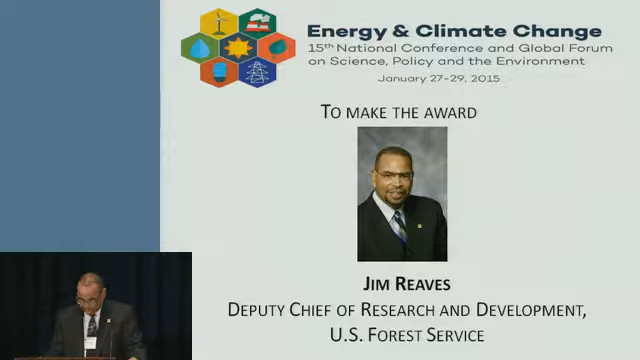 Energy & Climate Change
15th National Conference and Global Forum
on Science, Policy and the Environment
January 27-29, 2015
TO MAKE THE AWARD
JIM REAVES
DEPUTY CHIEF OF RESEARCH AND DEVELOPMENT,
U.S. FOREST SERVICE